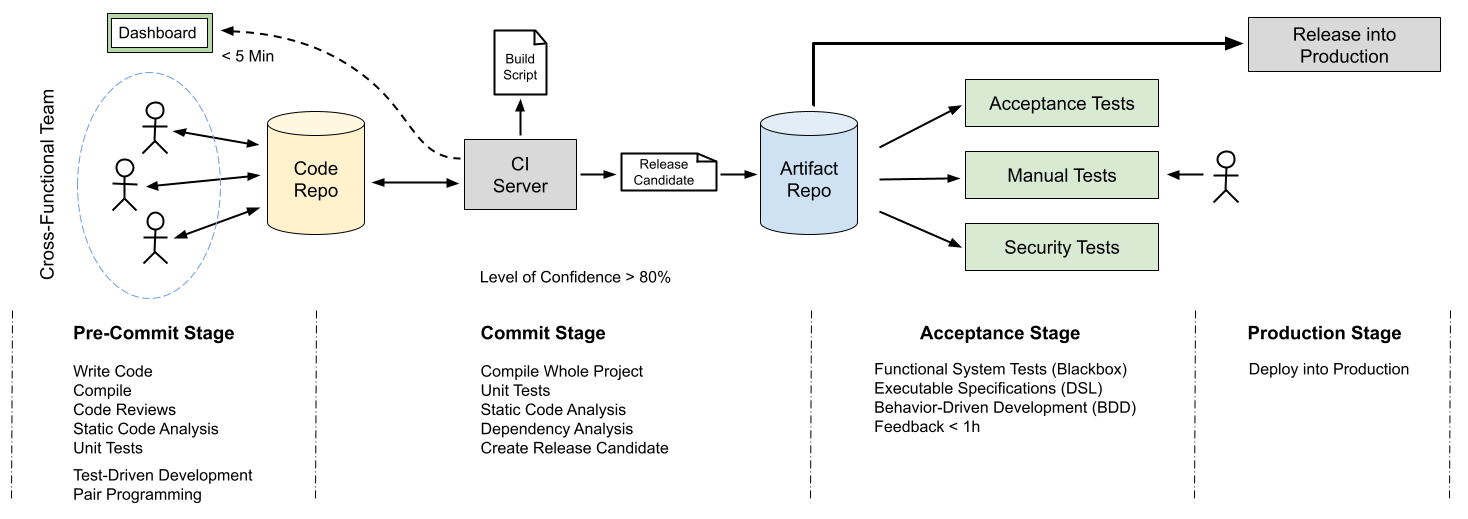 Dashboard
< 5 Min
Cross-Functional Team
Code
Repo
Build
Script
CI
Server
Release
Candidate
Artifact
Repo
Release into
Production
Acceptance Tests
Manual Tests
Security Tests
Level of Confidence > 80%
Pre-Commit Stage
Write Code
Compile
Code Reviews
Static Code Analysis
Unit Tests
Test-Driven Development
Pair Programming
Commit Stage
Compile Whole Project
Unit Tests
Static Code Analysis
Dependency Analysis
Create Release Candidate
Acceptance Stage
Functional System Tests (Blackbox)
Executable Specifications (DSL)
Behavior-Driven Development (BDD)
Feedback < 1h
Production Stage
Deploy into Production